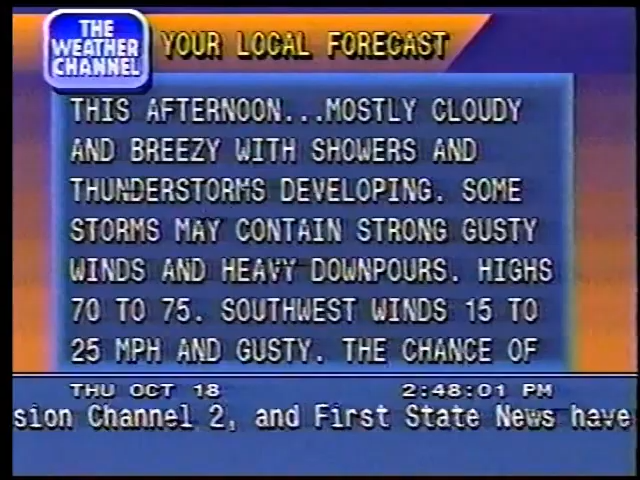 THE
WEATHER
CHANNEL
YOUR LOCAL FORECAST
THIS AFTERNOON...MOSTLY CLOUDY
AND BREEZY WITH SHOWERS AND
THUNDERSTORMS DEVELOPING. SOME
STORMS MAY CONTAIN STRONG GUSTY
WINDS AND HEAVY DOWNPOURS. HIGHS
70 TO 75. SOUTHWEST WINDS 15 TO
25 MPH AND GUSTY. THE CHANCE OF
THU OCT 18 2:48:01 PM
sion Channel 2, and First State News have